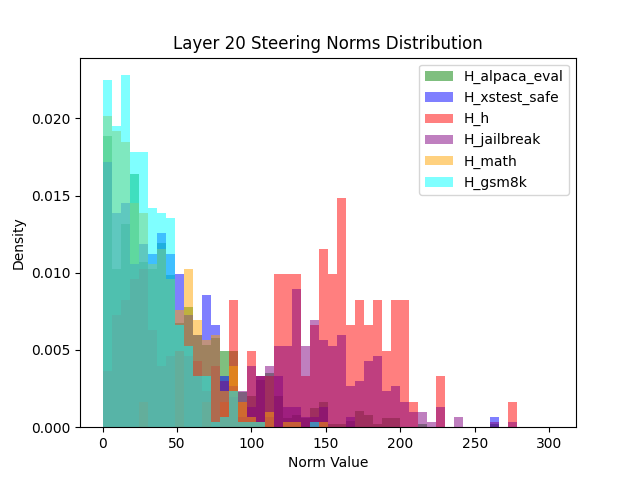 Layer 20 Steering Norms Distribution
H_alpaca_eval
H_xstest_safe
H_h
H_jailbreak
H_math
H_gsm8k
Density
0.020
0.015
0.010
0.005
0.000
0
50
100
150
200
250
300
Norm Value